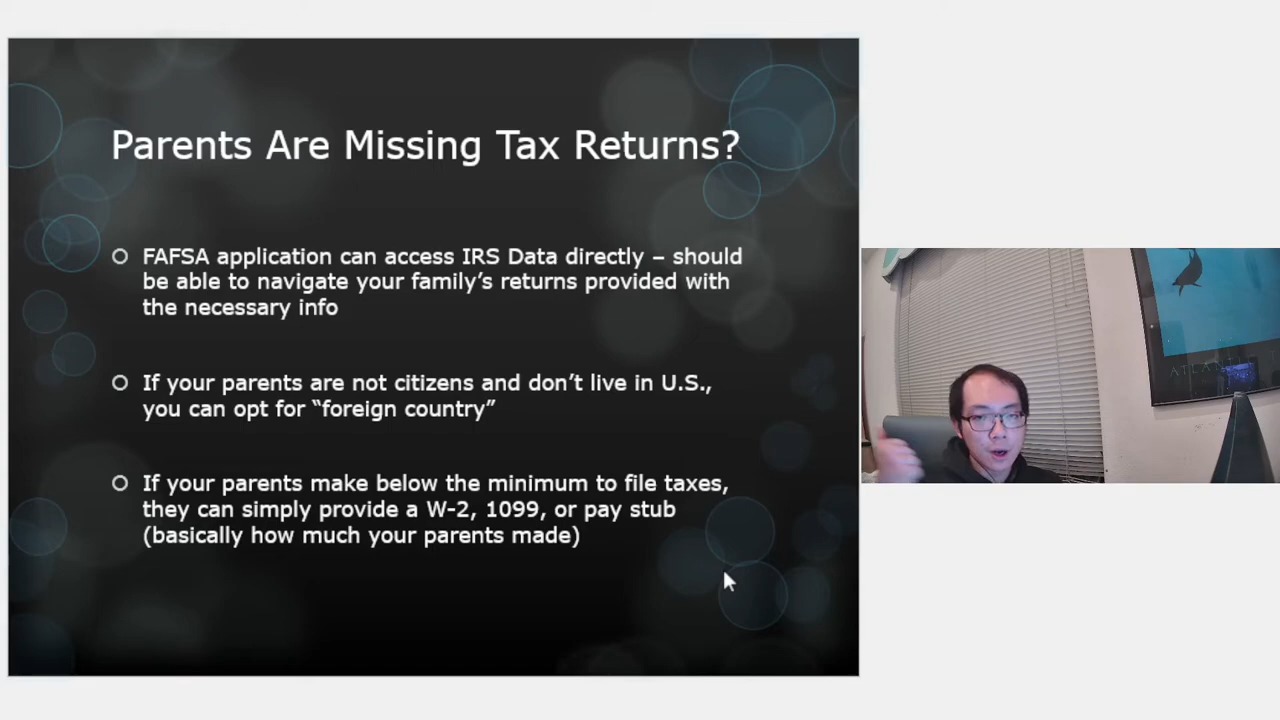 Parents Are Missing Tax Returns?
FAFSA application can access IRS Data directly – should
be able to navigate your family’s returns provided with
the necessary info
If your parents are not citizens and don’t live in U.S.,
you can opt for “foreign country”
If your parents make below the minimum to file taxes,
they can simply provide a W-2, 1099, or pay stub
(basically how much your parents made)